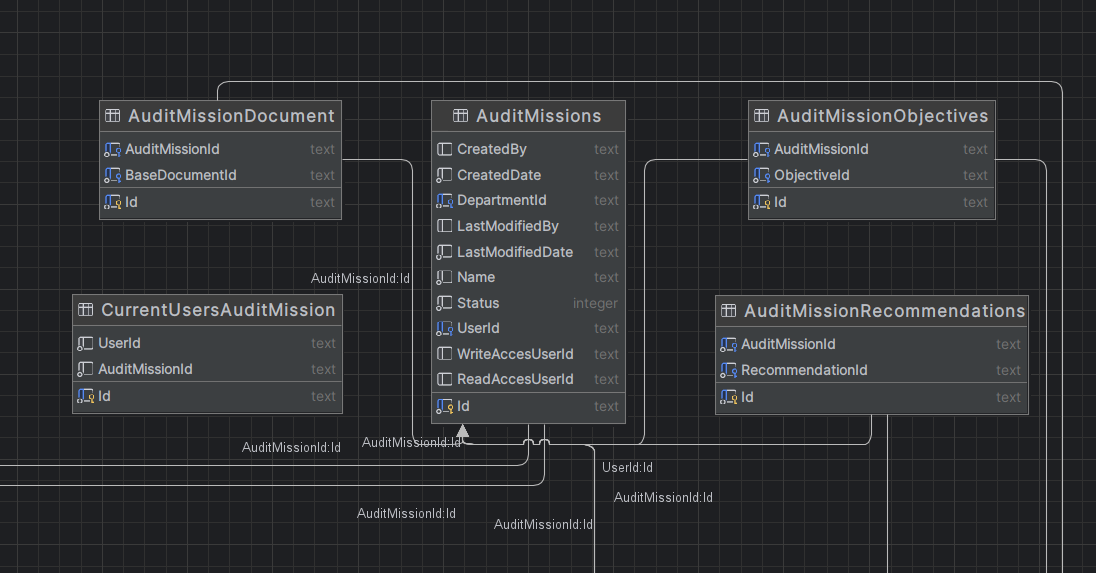 AuditMissionDocument
AuditMissionId text
BaseDocumentId text
Id text
AuditMissions
CreatedBy text
CreatedDate text
DepartmentId text
LastModifiedBy text
LastModifiedDate text
Name text
Status integer
UserId text
WriteAccesUserId text
ReadAccesUserId text
Id text
AuditMissionObjectives
AuditMissionId text
ObjectiveId text
Id text
AuditMissionId:Id
CurrentUsersAuditMission
UserId text
AuditMissionId text
Id text
AuditMissionRecommendations
AuditMissionId text
RecommendationId text
Id text
AuditMissionId:Id
AuditMissionId:Id
UserId:Id
AuditMissionId:Id
AuditMissionId:Id
AuditMissionId:Id